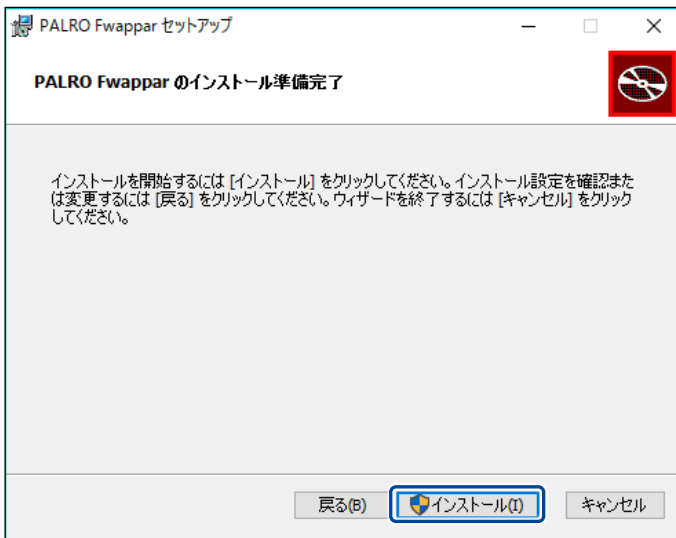 PALRO Fwappar セットアップ
PALRO Fwappar のインストール準備完了
インストールを開始するには [インストール] をクリックしてください。インストール設定を確認また
は変更するには [戻る] をクリックしてください。ウィザードを終了するには [キャンセル] をクリック
してください。
戻る(B) インストール(I) キャンセル